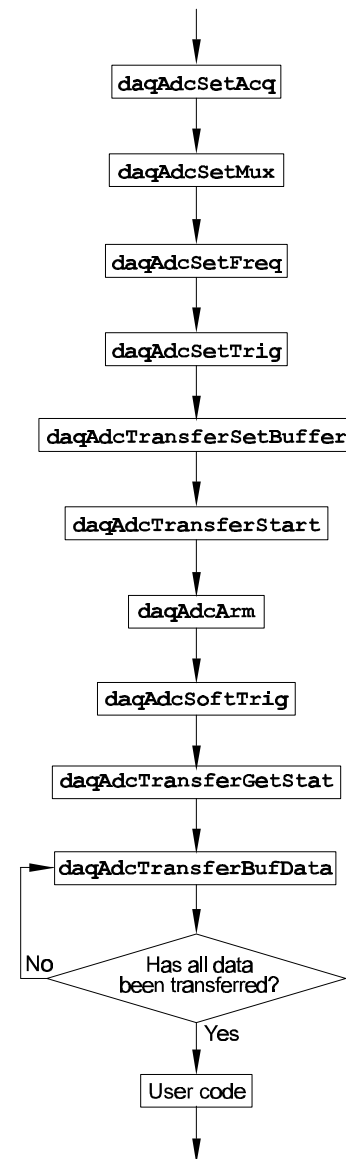 daqAdcSetAcq
daqAdcSetMux
daqAdcSetFreq
daqAdcSetTrig
daqAdcTransferSetBuffer
daqAdcTransferStart
daqAdcArm
daqAdcSoftTrig
daqAdcTransferGetStat
daqAdcTransferBufData
No
Has all data
been transferred?
Yes
User code